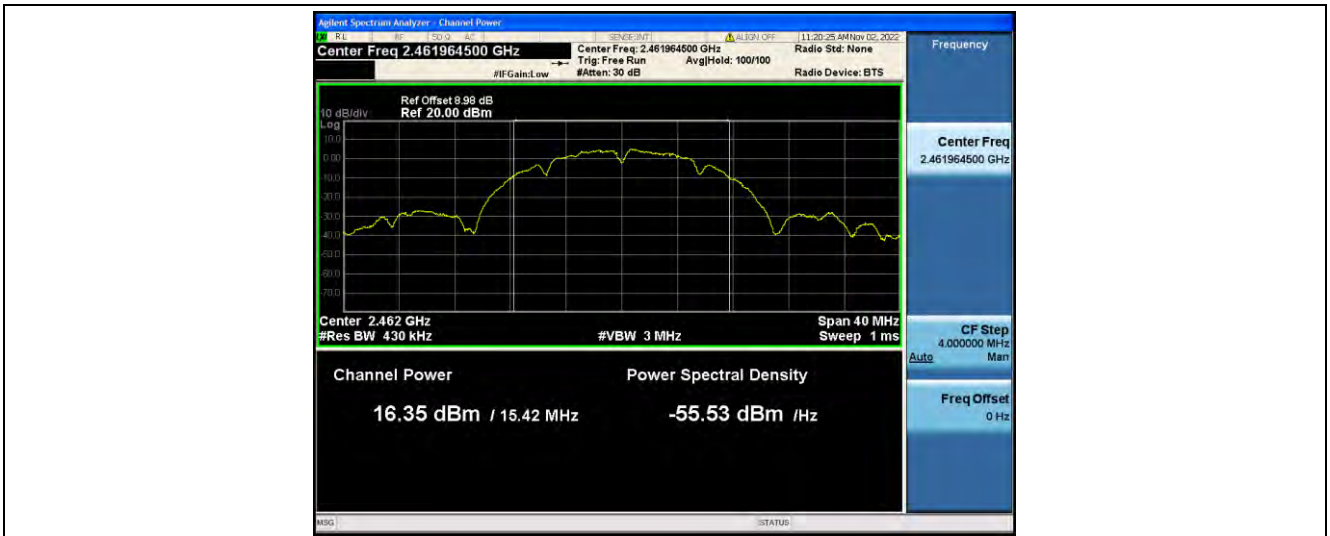 Agilent Spectrum Analyzer - Channel Power
RL RF 50 Ω AC SENSE:INT ALIGN OFF 11:20:25 AM Nov 02, 2022
Center Freq 2.461964500 GHz
Center Freq: 2.461964500 GHz
Radio Std: None
Trig: Free Run Avg|Hold: 100/100
#IFGain:Low
#Atten: 30 dB
Radio Device: BTS
Ref Offset 8.98 dB
10 dB/div Ref 20.00 dBm
Log
10.0
0.00
-10.0
-20.0
-30.0
-40.0
-50.0
-60.0
-70.0
Center 2.462 GHz
Span 40 MHz
#Res BW 430 kHz
#VBW 3 MHz
Sweep 1 ms
Channel Power
Power Spectral Density
16.35 dBm / 15.42 MHz
-55.53 dBm /Hz
MSG
STATUS
Frequency
Center Freq
2.461964500 GHz
CF Step
4.000000 MHz
Auto Man
Freq Offset
0 Hz